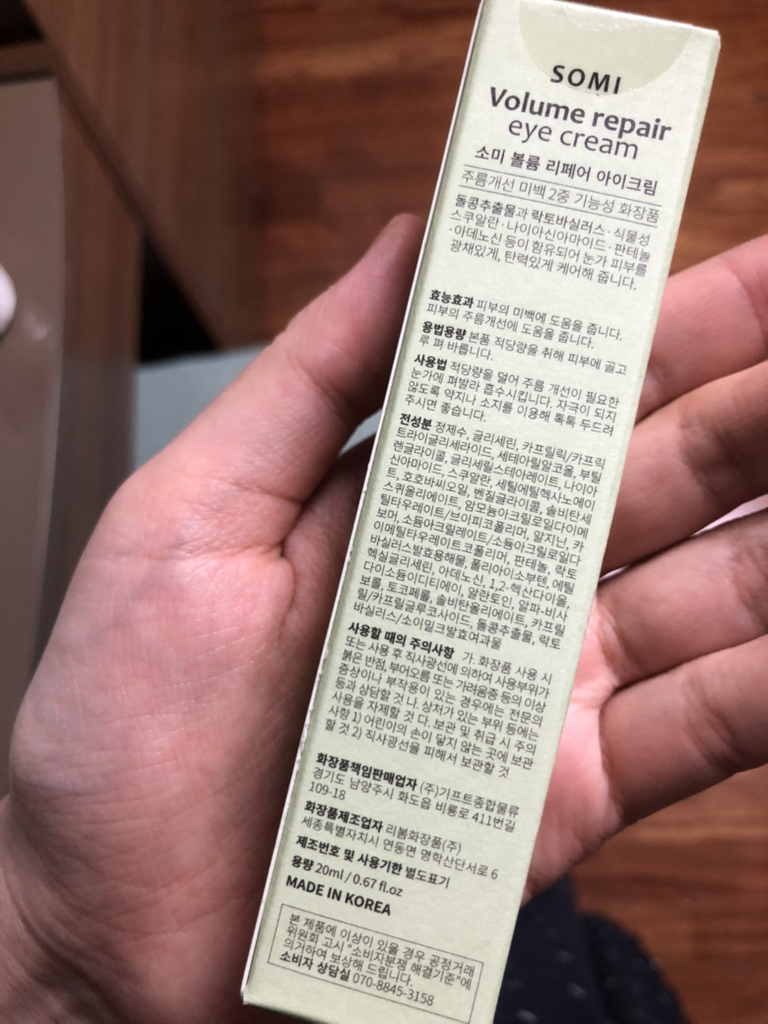 SOMI
Volume repair
eye cream
소미 볼륨 리페어 아이크림
주름개선 미백 2중 기능성 화장품
돌콩추출물과 락토바실러스·식물성
스쿠알란·나이아신아마이드·판테놀
·아데노신 등이 함유되어 눈가 피부를
광채있게, 탄력있게 케어해 줍니다.
효능효과 피부의 미백에 도움을 줍니다.
피부의 주름개선에 도움을 줍니다.
용법용량 본품 적당량을 취해 피부에 골고
루 펴 바릅니다.
사용법 적당량을 덜어 주름 개선이 필요한
눈가에 펴발라 흡수시킵니다. 자극이 되지
않도록 약지나 소지를 이용해 톡톡 두드려
주시면 좋습니다.
전성분 정제수, 글리세린, 카프릴릭/카프릭
트라이글리세라이드, 세테아릴알코올, 부틸
렌글라이콜, 글리세릴스테아레이트, 나이아
신아마이드, 스쿠알란, 세틸에틸헥사노에이
트, 호호바씨오일, 벤질글라이콜, 솔비탄세
스퀴올리에이트, 암모늄아크릴로일다이메
틸타우레이트/브이피코폴리머, 알지닌, 카
보머, 소듐아크릴레이트/소듐아크릴로일다
이메틸타우레이트코폴리머, 판테놀, 락토
바실러스발효용해물, 폴리아이소부텐, 에틸
헥실글리세린, 아데노신, 1,2-헥산다이올,
다이소듐이디티에이, 알란토인, 알파-비사
보롤, 토코페롤, 솔비탄올리에이트, 카프릴
릴/카프릴글루코사이드, 돌콩추출물, 락토
바실러스/소이밀크발효여과물
사용할 때의 주의사항 가. 화장품 사용 시
또는 사용 후 직사광선에 의하여 사용부위가
붉은 반점, 부어오름 또는 가려움증 등의 이상
증상이나 부작용이 있는 경우에는 전문의
등과 상담할 것 나. 상처가 있는 부위 등에는
사용을 자제할 것 다. 보관 및 취급 시 주의
사항 1) 어린이의 손이 닿지 않는 곳에 보관
할 것 2) 직사광선을 피해서 보관할 것
화장품책임판매업자 (주)기프트종합물류
경기도 남양주시 화도읍 비룡로 411번길
109-18
화장품제조업자 리봄화장품(주)
세종특별자치시 연동면 명학산단서로 6
제조번호 및 사용기한 별도표기
용량 20ml / 0.67 fl.oz
MADE IN KOREA
본 제품에 이상이 있을 경우 공정거래
위원회 고시 "소비자분쟁 해결기준"에
의거하여 보상해 드립니다.
소비자 상담실 070-8845-3158